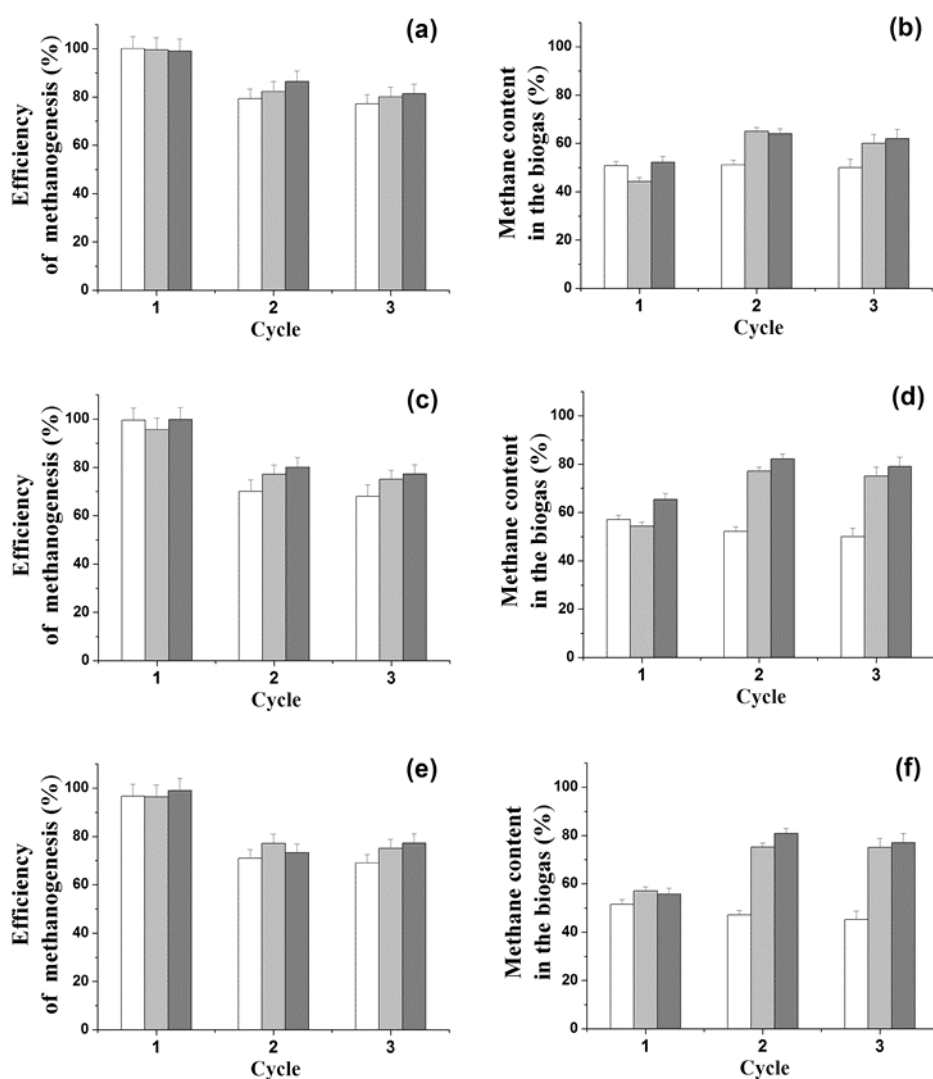 (a)
Efficiency
of methanogenesis (%)
100
80
60
40
20
0
1 2 3
Cycle
(b)
Methane content
in the biogas (%)
100
80
60
40
20
0
1 2 3
Cycle
(c)
Efficiency
of methanogenesis (%)
100
80
60
40
20
0
1 2 3
Cycle
(d)
Methane content
in the biogas (%)
100
80
60
40
20
0
1 2 3
Cycle
(e)
Efficiency
of methanogenesis (%)
100
80
60
40
20
0
1 2 3
Cycle
(f)
Methane content
in the biogas (%)
100
80
60
40
20
0
1 2 3
Cycle